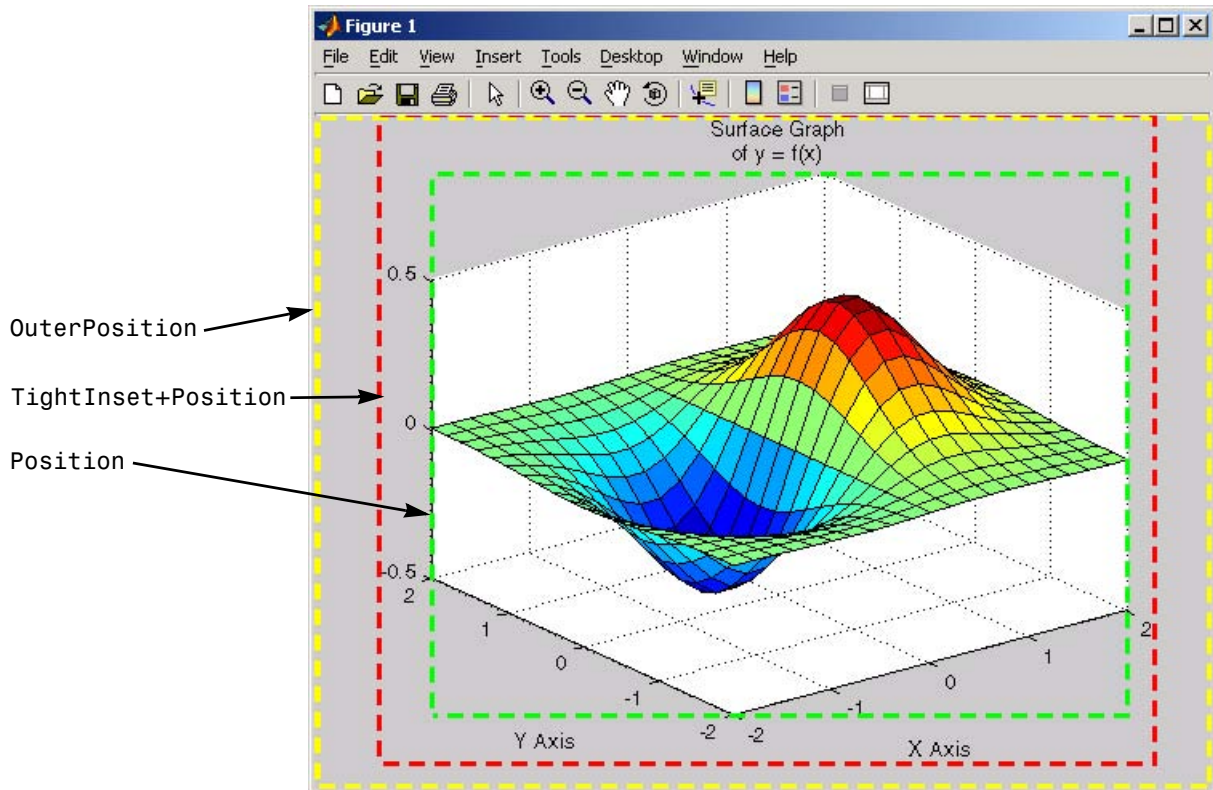 Figure 1
File Edit View Insert Tools Desktop Window Help
Surface Graph
of y = f(x)
0.5
OuterPosition
TightInset+Position
0
Position
-0.5
2
1
0
-1
-2
-2
-1
0
1
2
Y Axis
X Axis